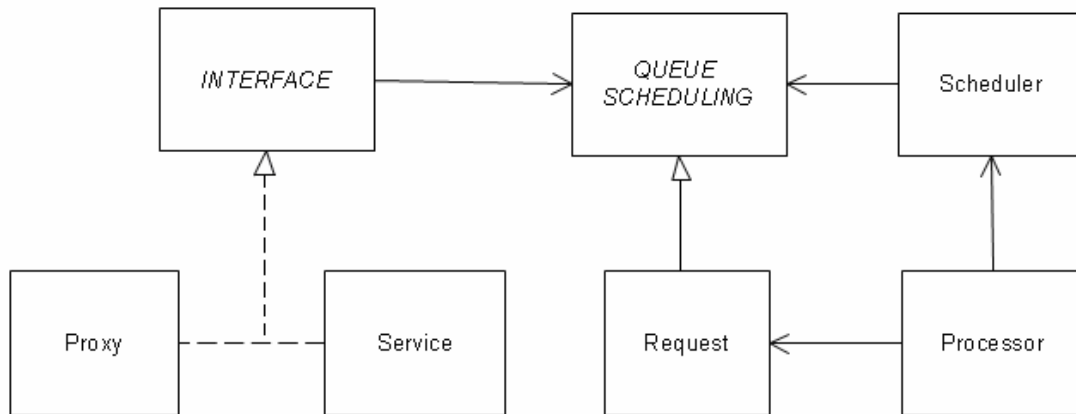 INTERFACE
QUEUE
SCHEDULING
Scheduler
Proxy
Service
Request
Processor